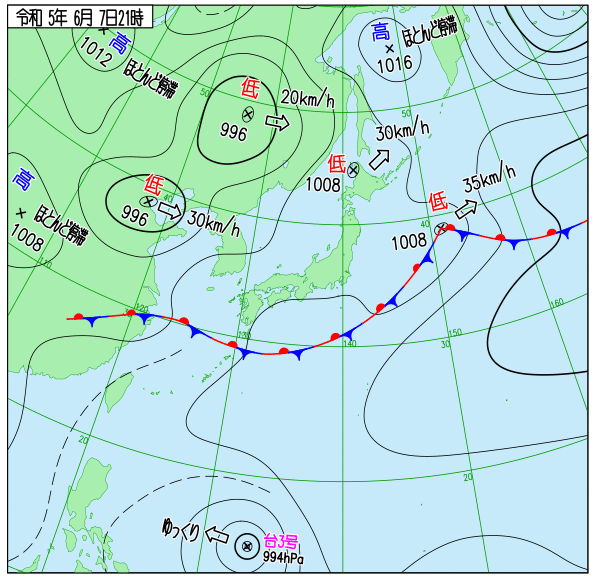 令和 5年 6月 7日21時
高
1012
ほとんど停滞
高
ほとんど停滞
1016
低
996
20km/h
50
50
低
1008
30km/h
低
996
30km/h
40
高
ほとんど停滞
1008
低
1008
35km/h
40
110
120
130
140
150
160
30
20
20
ゆっくり
台3号
994hPa